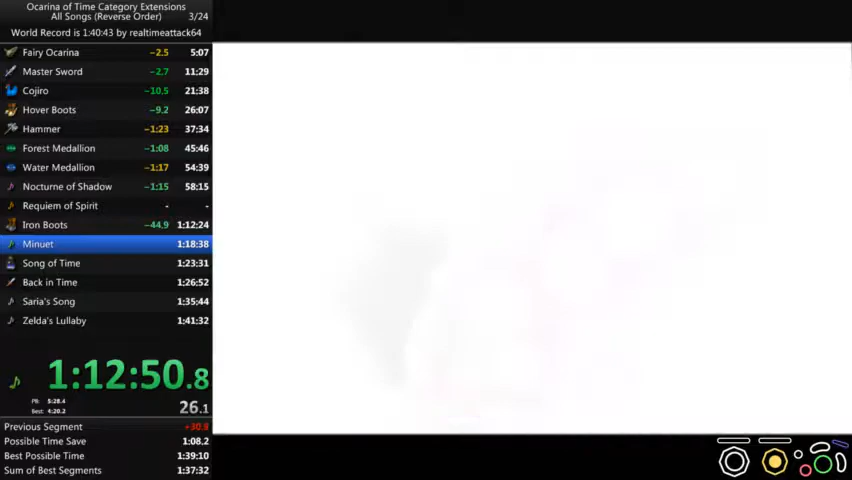 Ocarina of Time Category Extensions
All Songs (Reverse Order) 3/24
World Record is 1:40:43 by realtimeattack64
Fairy Ocarina −2.5 5:07
Master Sword −2.7 11:29
Cojiro −10.5 21:38
Hover Boots −9.2 26:07
Hammer −1:23 37:34
Forest Medallion −1:08 45:46
Water Medallion −1:17 54:39
Nocturne of Shadow −1:15 58:15
Requiem of Spirit - -
Iron Boots −44.9 1:12:24
Minuet 1:18:38
Song of Time 1:23:31
Back in Time 1:26:52
Saria's Song 1:35:44
Zelda's Lullaby 1:41:32
1:12:50.8
PB: 5:28.4
Best: 4:20.2
26.1
Previous Segment +30.9
Possible Time Save 1:08.2
Best Possible Time 1:39:10
Sum of Best Segments 1:37:32